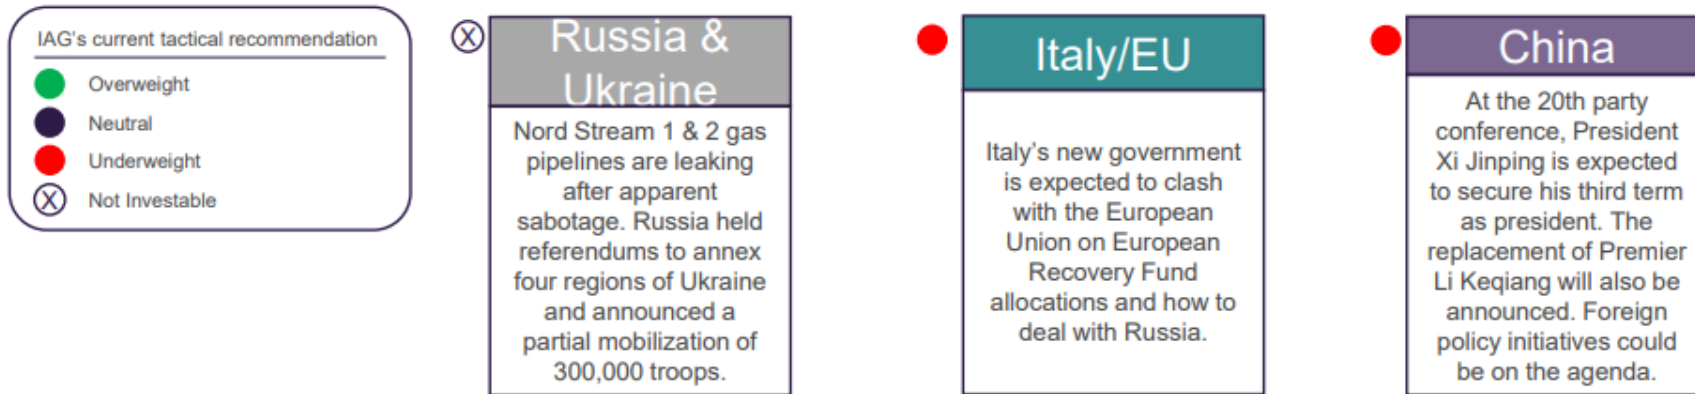 IAG's current tactical recommendation
Overweight
Neutral
Underweight
X Not Investable
X
Russia &
Ukraine
Nord Stream 1 & 2 gas
pipelines are leaking
after apparent
sabotage. Russia held
referendums to annex
four regions of Ukraine
and announced a
partial mobilization of
300,000 troops.
Italy/EU
Italy's new government
is expected to clash
with the European
Union on European
Recovery Fund
allocations and how to
deal with Russia.
China
At the 20th party
conference, President
Xi Jinping is expected
to secure his third term
as president. The
replacement of Premier
Li Keqiang will also be
announced. Foreign
policy initiatives could
be on the agenda.